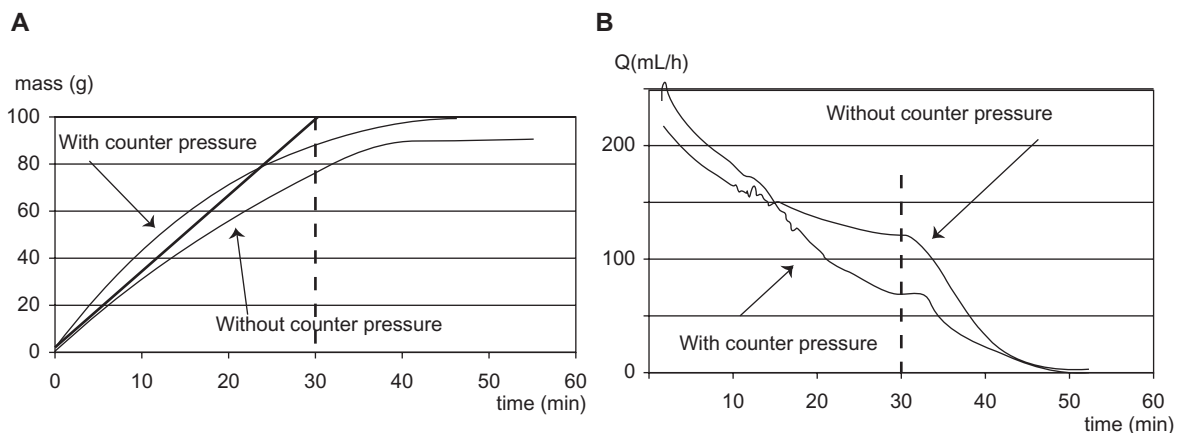 A
mass (g)
100
80
60
40
20
0
With counter pressure
Without counter pressure
0 10 20 30 40 50 60
time (min)
B
Q(mL/h)
200
100
0
Without counter pressure
With counter pressure
10 20 30 40 50 60
time (min)